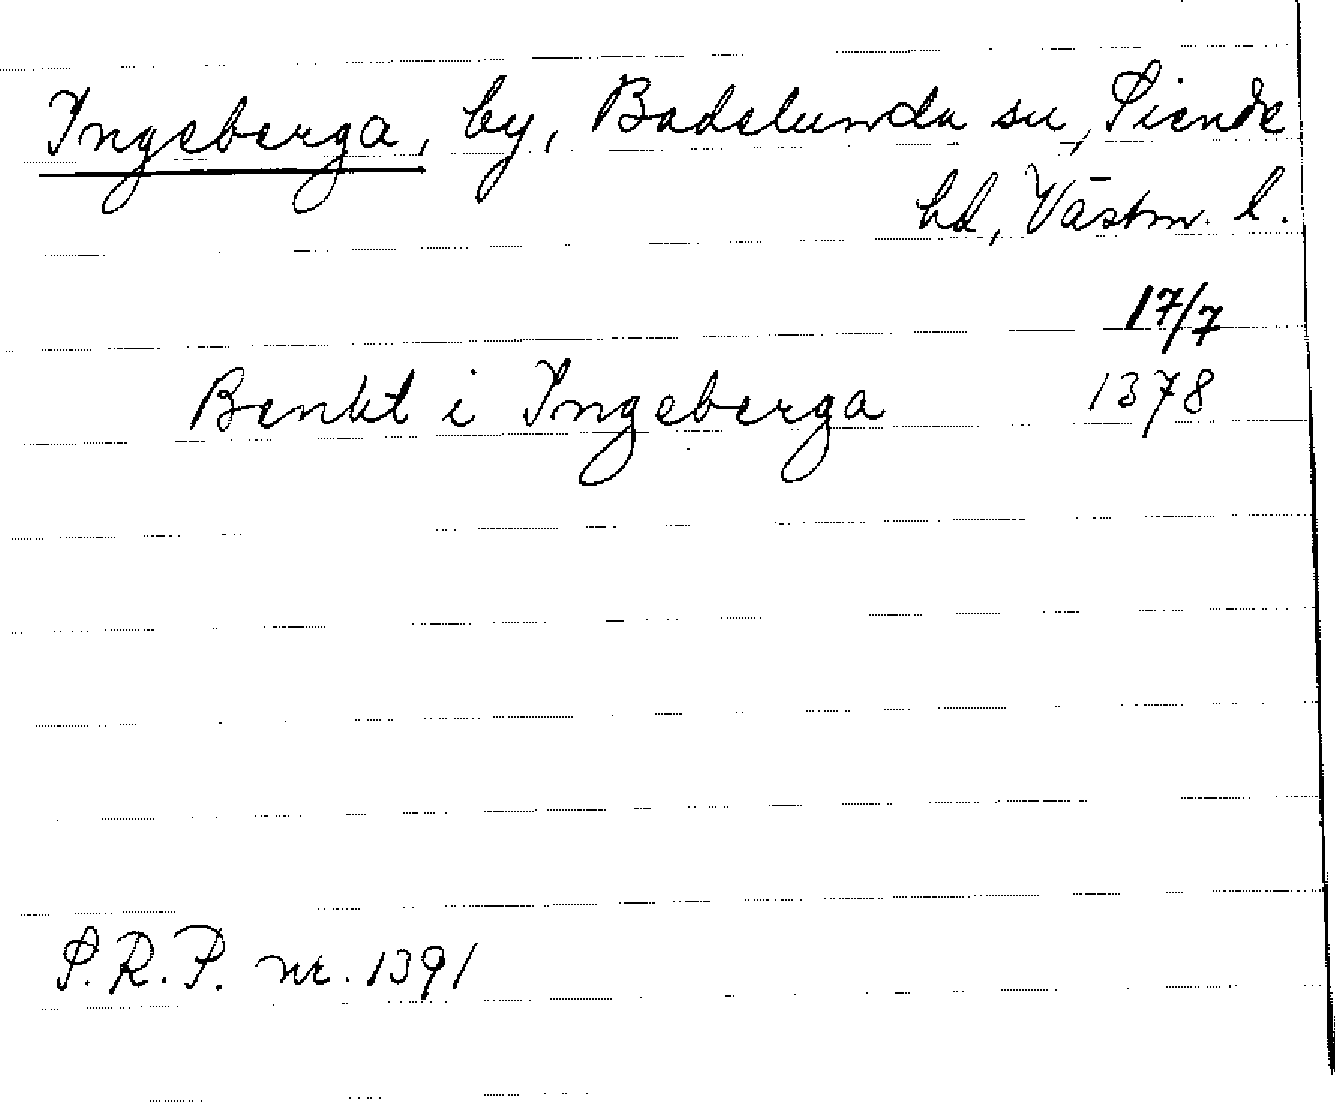 Ingeberga, by, Badelunda sn, Siende
hd, Västm. l.
17/7
Benkt i Ingeberga 1378
S.R.P. nr. 1391